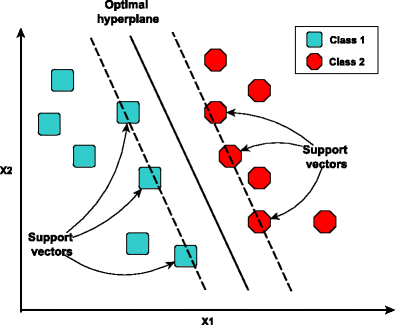 Optimal
hyperplane
Class 1
Class 2
Support
vectors
X2
Support
vectors
X1